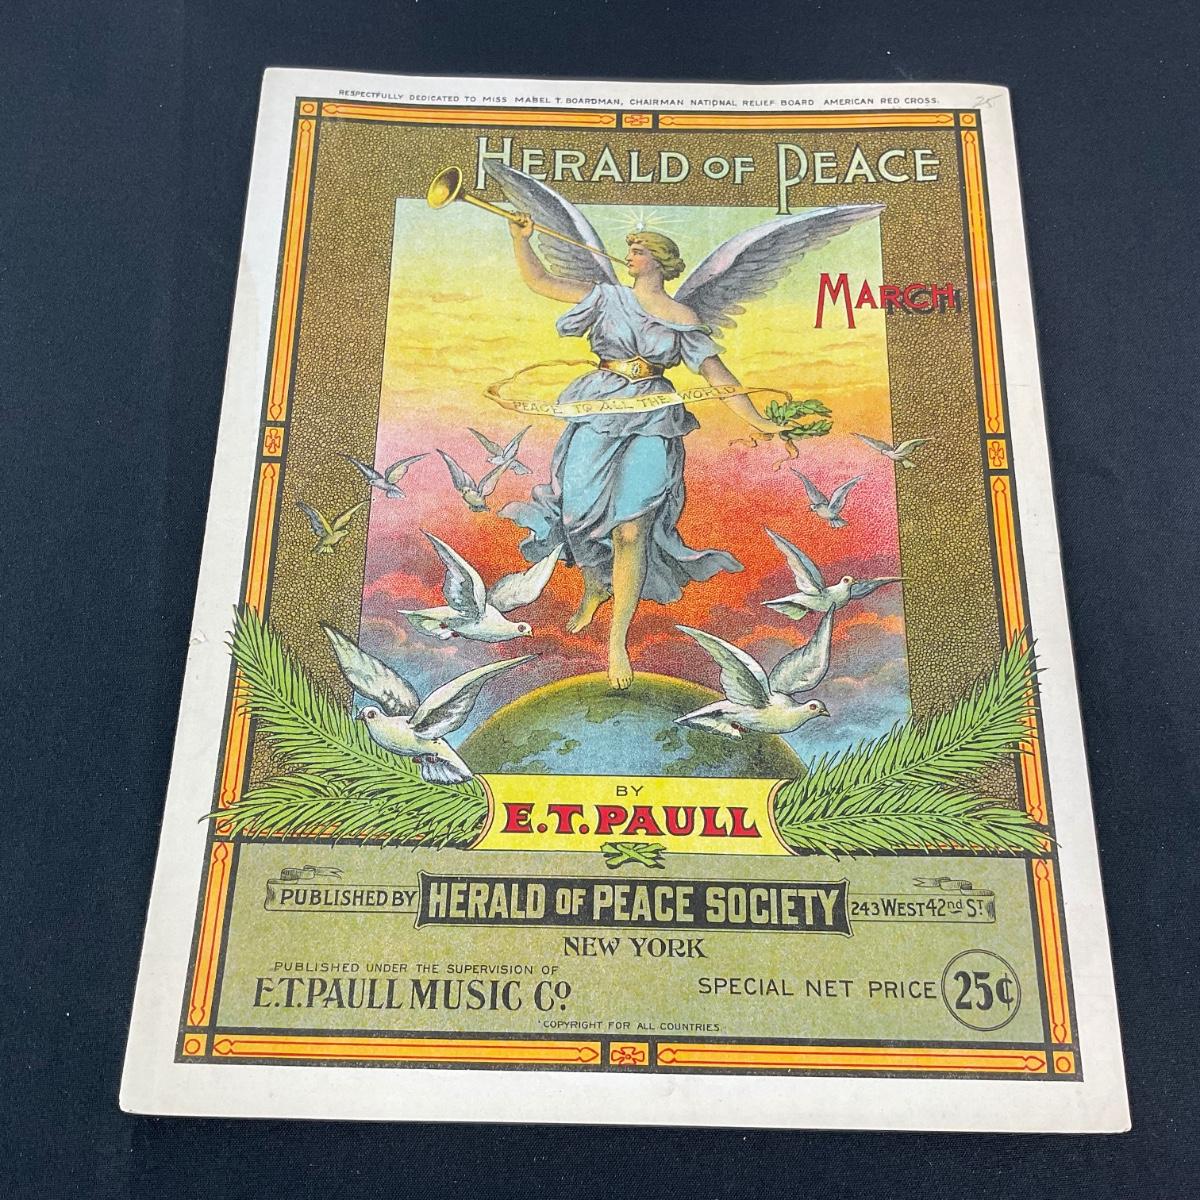 RESPECTFULLY DEDICATED TO MISS MABEL T. BOARDMAN, CHAIRMAN NATIONAL RELIEF BOARD AMERICAN RED CROSS.
25
HERALD OF PEACE
MARCH
PEACE TO ALL THE WORLD
BY
E.T. PAULL
PUBLISHED BY HERALD OF PEACE SOCIETY 243 WEST 42nd ST.
NEW YORK
PUBLISHED UNDER THE SUPERVISION OF
E.T. PAULL MUSIC Co.
SPECIAL NET PRICE 25¢
COPYRIGHT FOR ALL COUNTRIES.